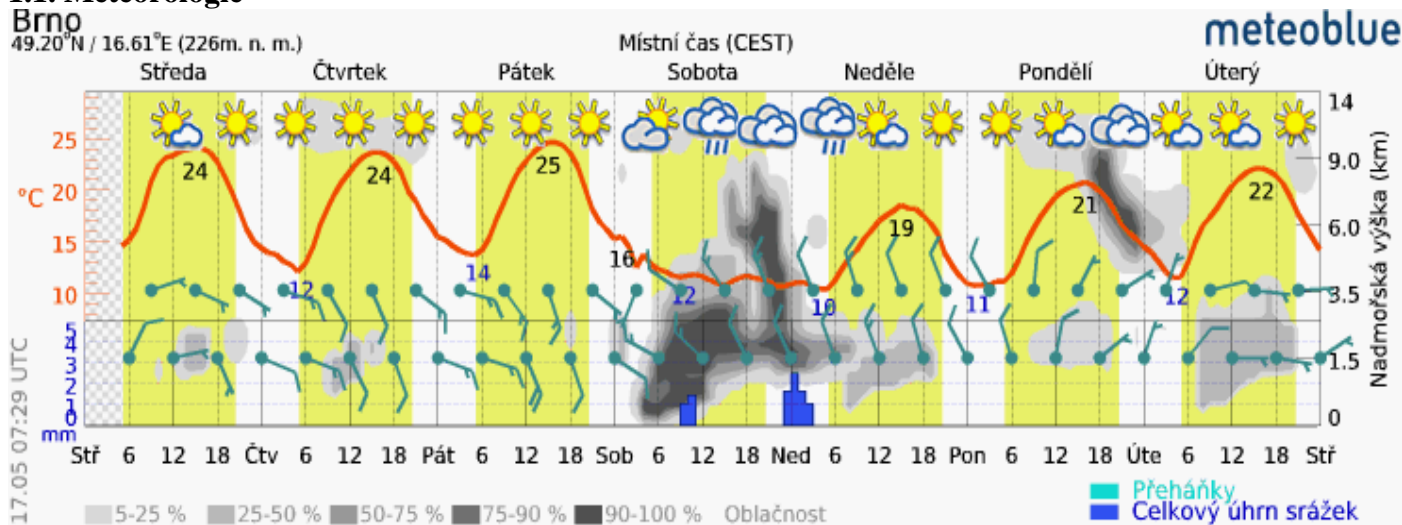 1.1. Meteorologie
Brno
49.20°N / 16.61°E (226m. n. m.)
Místní čas (CEST)
meteoblue
Středa Čtvrtek Pátek Sobota Neděle Pondělí Úterý
25
20
°C
15
10
5
4
3
2
1
0
mm
14
9.0
6.0
3.5
1.5
0
Nadmořská výška (km)
24 24 25 16 19 21 22
12 14 12 10 11 12
17.05 07:29 UTC
Stř 6 12 18 Čtv 6 12 18 Pát 6 12 18 Sob 6 12 18 Ned 6 12 18 Pon 6 12 18 Úte 6 12 18 Stř
Přeháňky
5-25 % 25-50 % 50-75 % 75-90 % 90-100 % Oblačnost
Celkový úhrn srážek